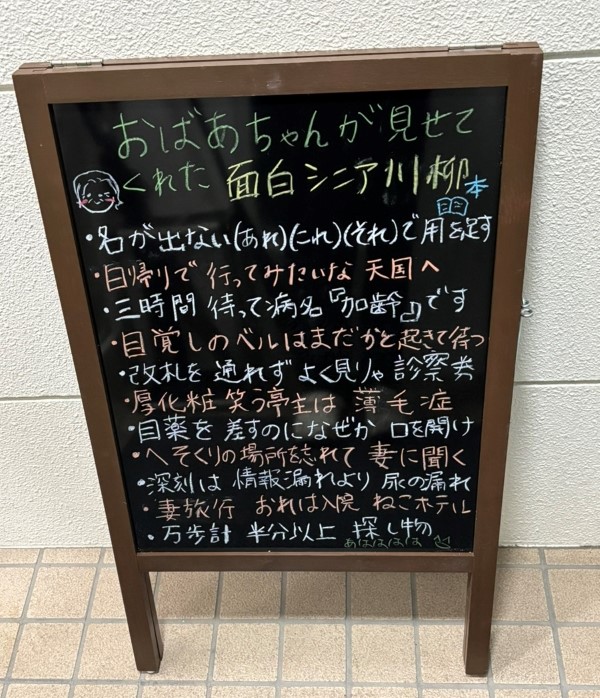 おばあちゃんが見せて
くれた 面白シニア川柳本
・名が出ない(あれ)(これ)(それ)で用を足す
・日帰りで 行ってみたいな 天国へ
・三時間 待って病名『加齢』です
・目覚しのベルはまだかと起きて待つ
・改札を 通れず よく見りゃ 診察券
・厚化粧 笑う亭主は 薄毛症
・目薬を 差すのになぜか 口を開け
・へそくりの場所を忘れて 妻に聞く
・深刻は 情報漏れより 尿の漏れ
・妻旅行 おれは入院 ねこホテル
・万歩計 半分以上 探し物
あはははは